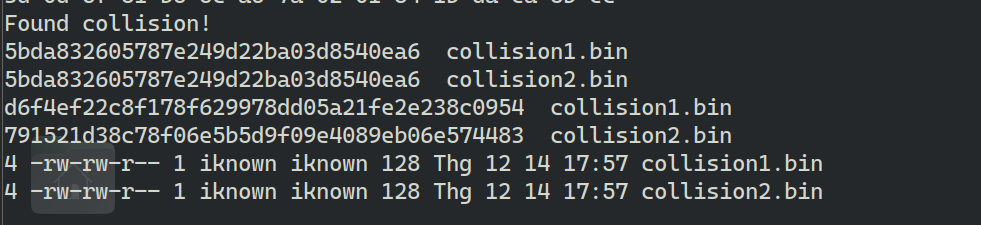 Found collision!
5bda832605787e249d22ba03d8540ea6  collision1.bin
5bda832605787e249d22ba03d8540ea6  collision2.bin
d6f4ef22c8f178f629978dd05a21fe2e238c0954  collision1.bin
791521d38c78f06e5b5d9f09e4089eb06e574483  collision2.bin
4 -rw-rw-r-- 1 iknown iknown 128 Thg 12 14 17:57 collision1.bin
4 -rw-rw-r-- 1 iknown iknown 128 Thg 12 14 17:57 collision2.bin